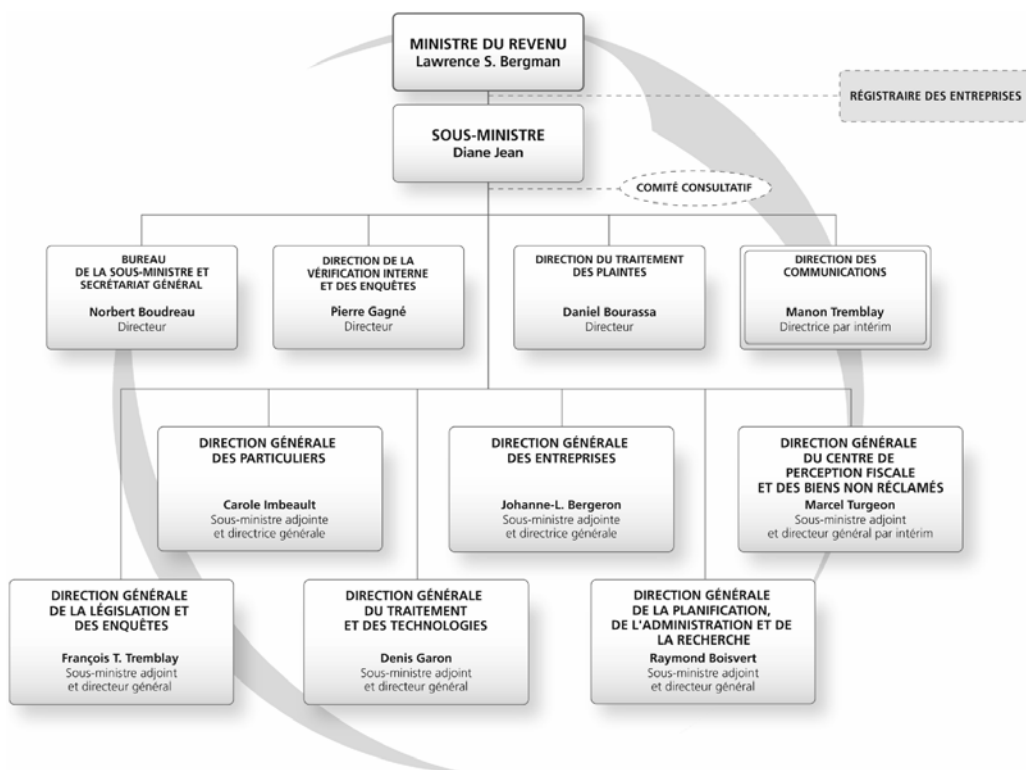 MINISTRE DU REVENU
Lawrence S. Bergman
RÉGISTRAIRE DES ENTREPRISES
SOUS-MINISTRE
Diane Jean
COMITÉ CONSULTATIF
BUREAU
DE LA SOUS-MINISTRE ET
SECRÉTARIAT GÉNÉRAL
Norbert Boudreau
Directeur
DIRECTION DE LA
VÉRIFICATION INTERNE
ET DES ENQUÊTES
Pierre Gagné
Directeur
DIRECTION DU TRAITEMENT
DES PLAINTES
Daniel Bourassa
Directeur
DIRECTION DES
COMMUNICATIONS
Manon Tremblay
Directrice par intérim
DIRECTION GÉNÉRALE
DES PARTICULIERS
Carole Imbeault
Sous-ministre adjointe
et directrice générale
DIRECTION GÉNÉRALE
DES ENTREPRISES
Johanne-L. Bergeron
Sous-ministre adjointe
et directrice générale
DIRECTION GÉNÉRALE
DU CENTRE DE
PERCEPTION FISCALE
ET DES BIENS NON RÉCLAMÉS
Marcel Turgeon
Sous-ministre adjoint
et directeur général par intérim
DIRECTION GÉNÉRALE
DE LA LÉGISLATION ET
DES ENQUÊTES
François T. Tremblay
Sous-ministre adjoint
et directeur général
DIRECTION GÉNÉRALE
DU TRAITEMENT
ET DES TECHNOLOGIES
Denis Garon
Sous-ministre adjoint
et directeur général
DIRECTION GÉNÉRALE
DE LA PLANIFICATION,
DE L'ADMINISTRATION ET DE
LA RECHERCHE
Raymond Boisvert
Sous-ministre adjoint
et directeur général